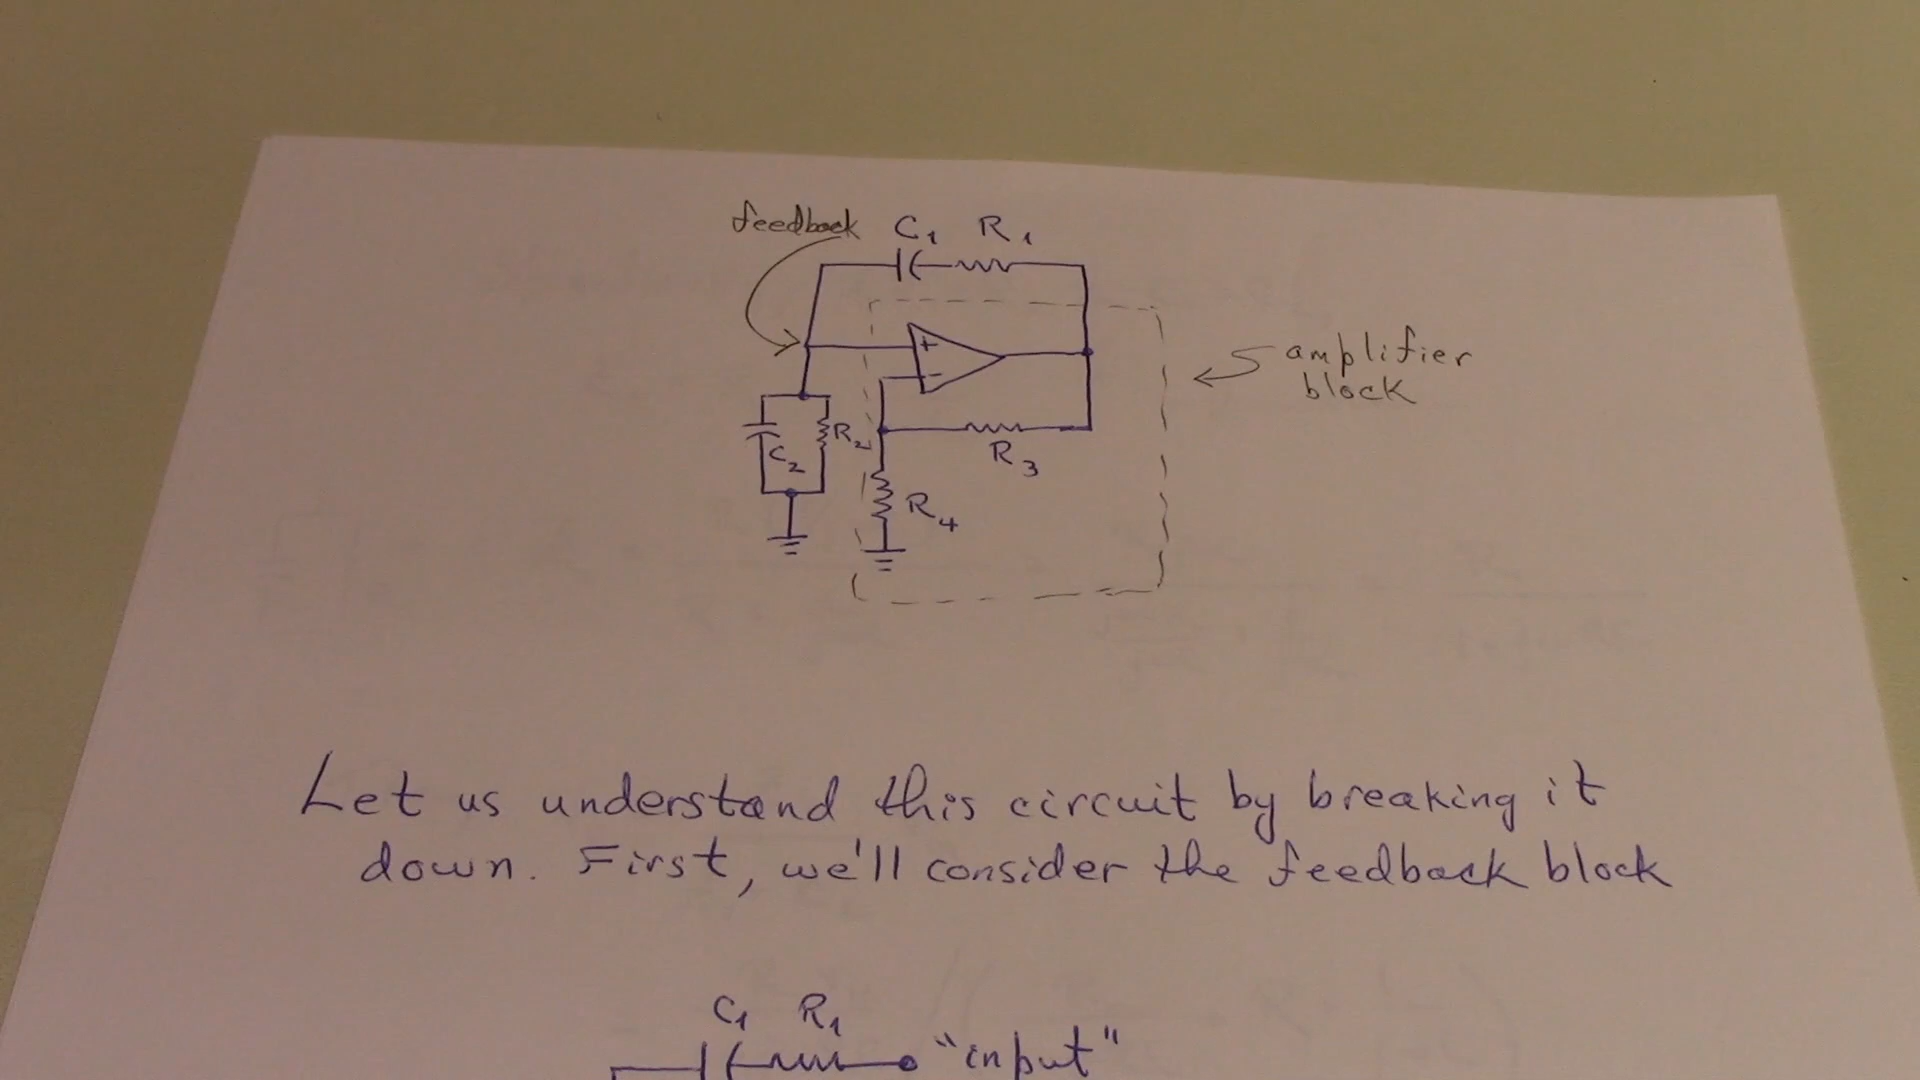 feedback C1 R1
+
amplifier
block
-
C2 R2
R3
R4
Let us understand this circuit by breaking it
down. First, we'll consider the feedback block
C1 R1
"input"